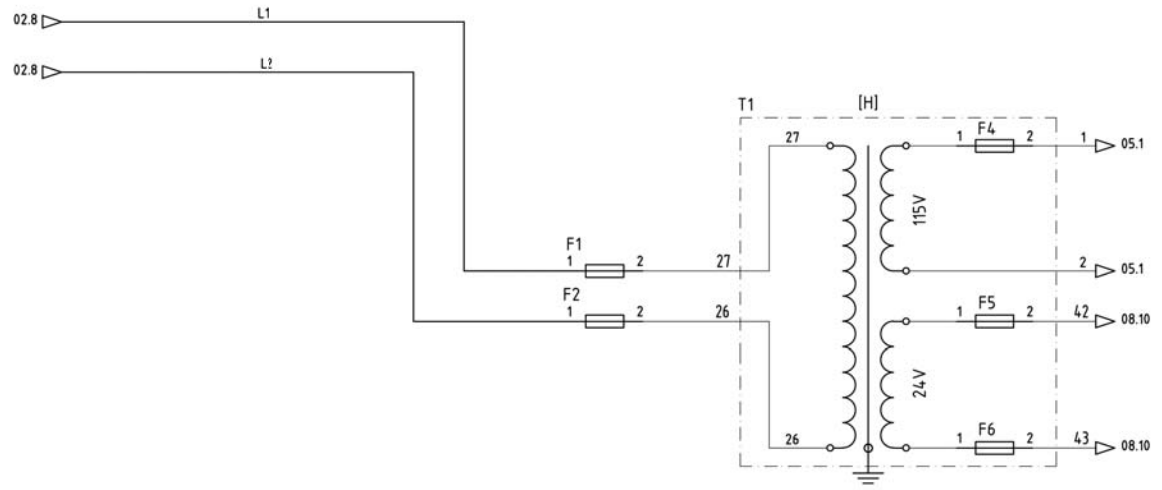 02.8 L1
02.8 L2
T1 [H]
27 1 F4 2 1 05.1
115V
F1
1 2 27 2 05.1
F2
1 2 26 1 F5 2 42 08.10
24V
26 1 F6 2 43 08.10